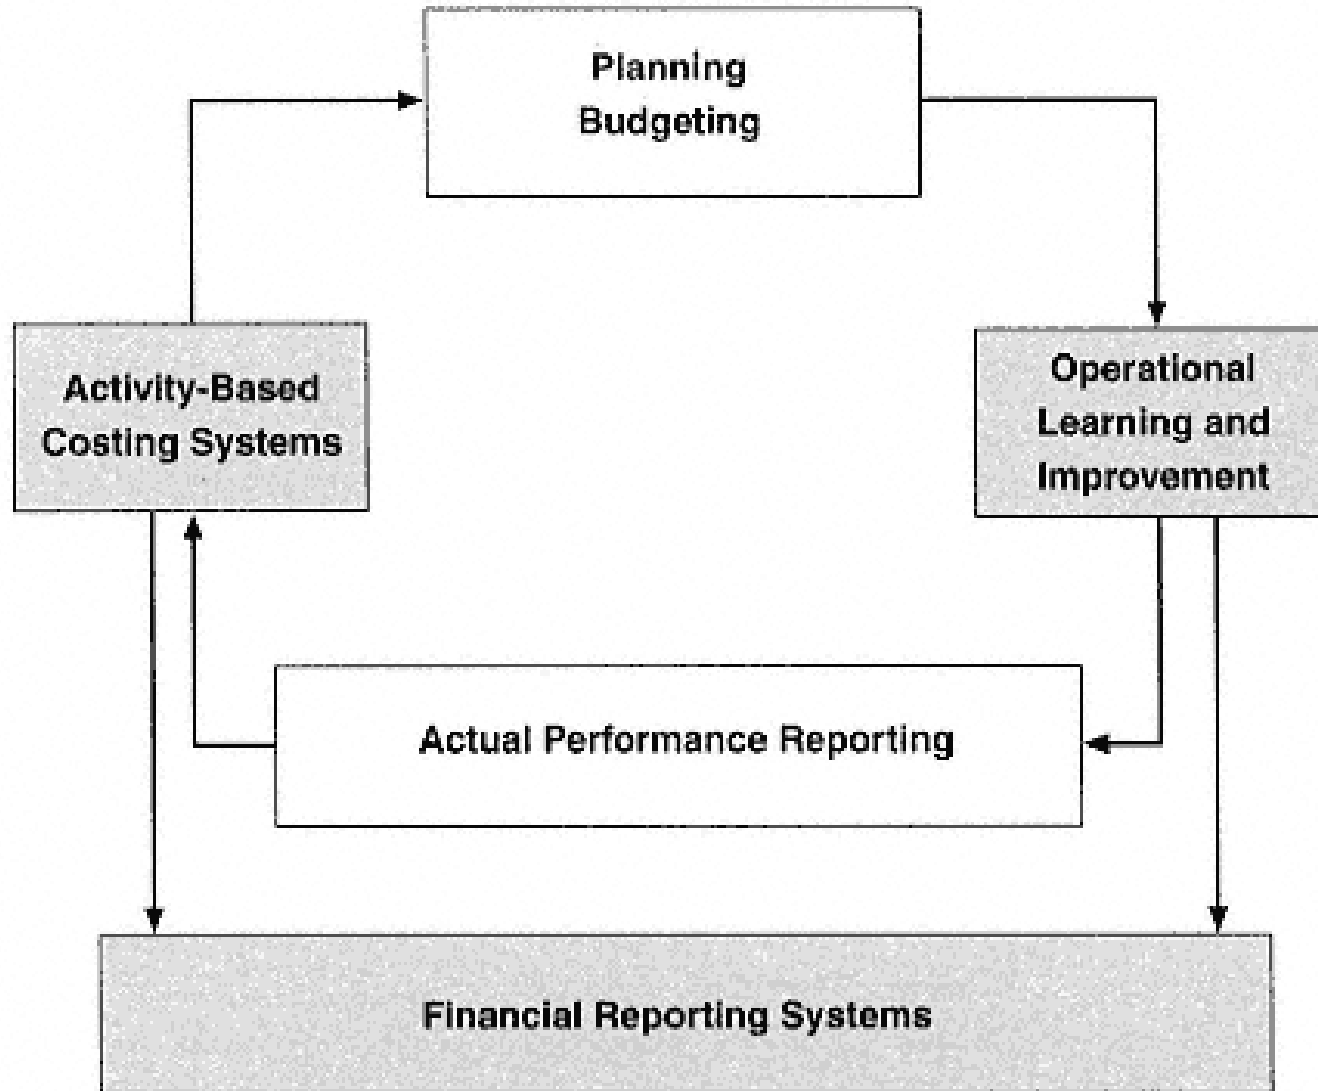 Planning
Budgeting
Activity-Based
Costing Systems
Operational
Learning and
Improvement
Actual Performance Reporting
Financial Reporting Systems